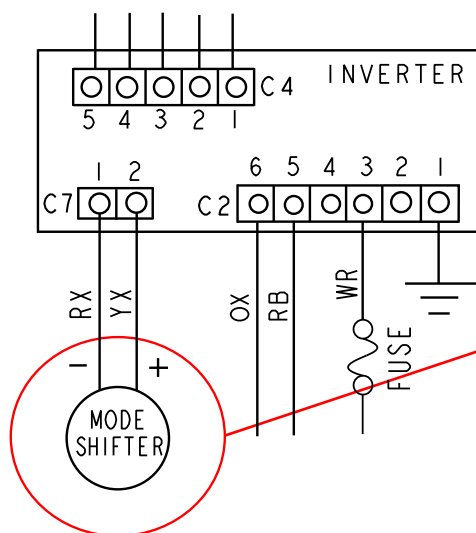 INVERTER
C4
5 4 3 2 1
1 2
C7
6 5 4 3 2 1
C2
RX
YX
OX
RB
WR
FUSE
- +
MODE
SHIFTER